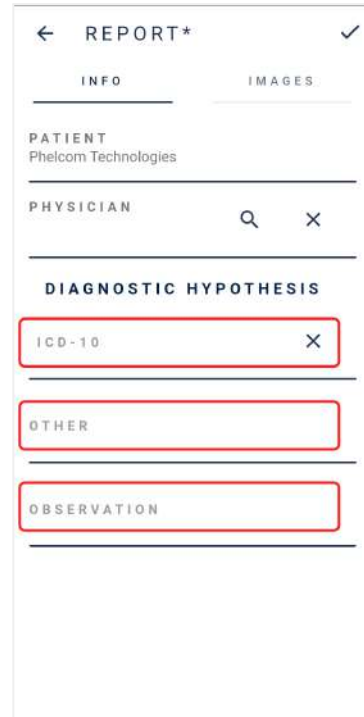 REPORT*
INFO IMAGES
PATIENT
Phelcom Technologies
PHYSICIAN
DIAGNOSTIC HYPOTHESIS
ICD-10
OTHER
OBSERVATION